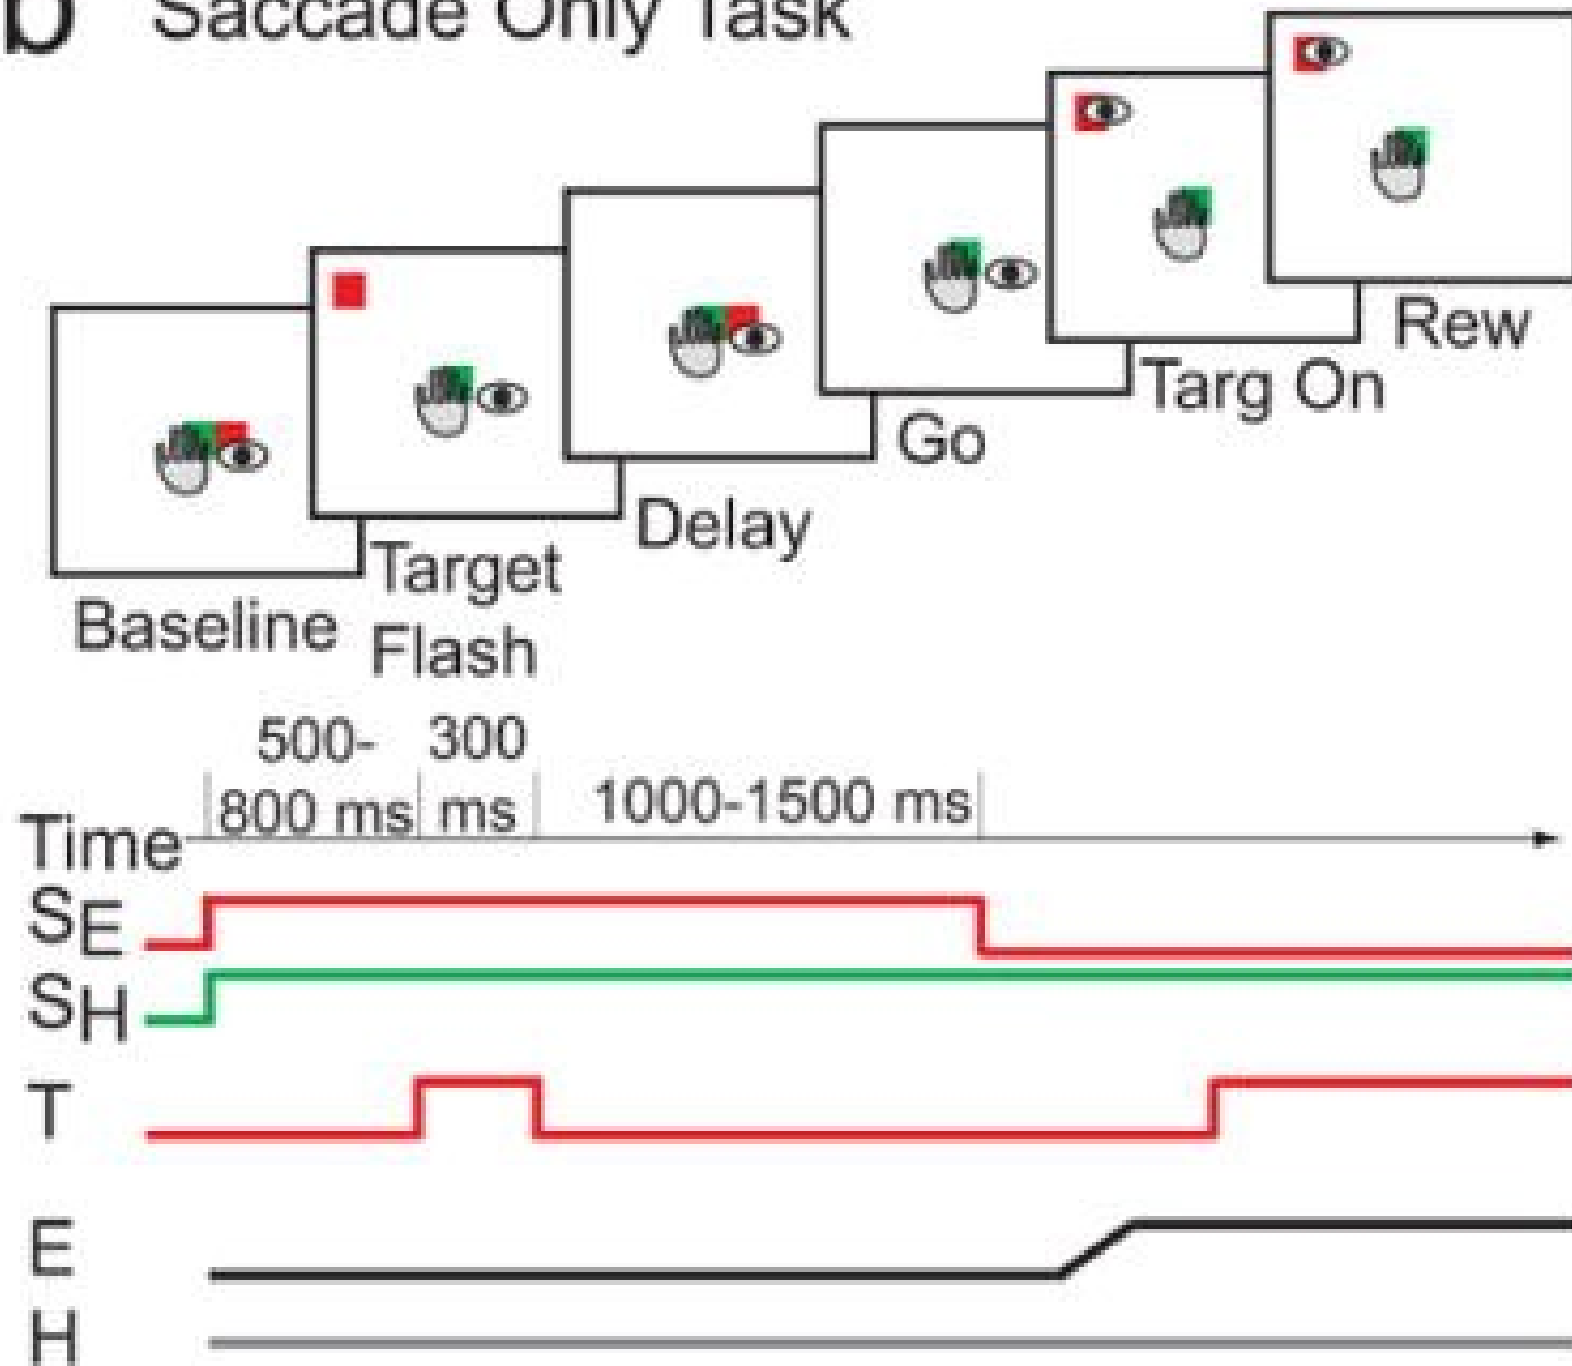 b Saccade Only Task
Rew
Targ On
Go
Delay
Target
Flash
Baseline
500-
800 ms
300
ms
1000-1500 ms
Time
SE
SH
T
E
H